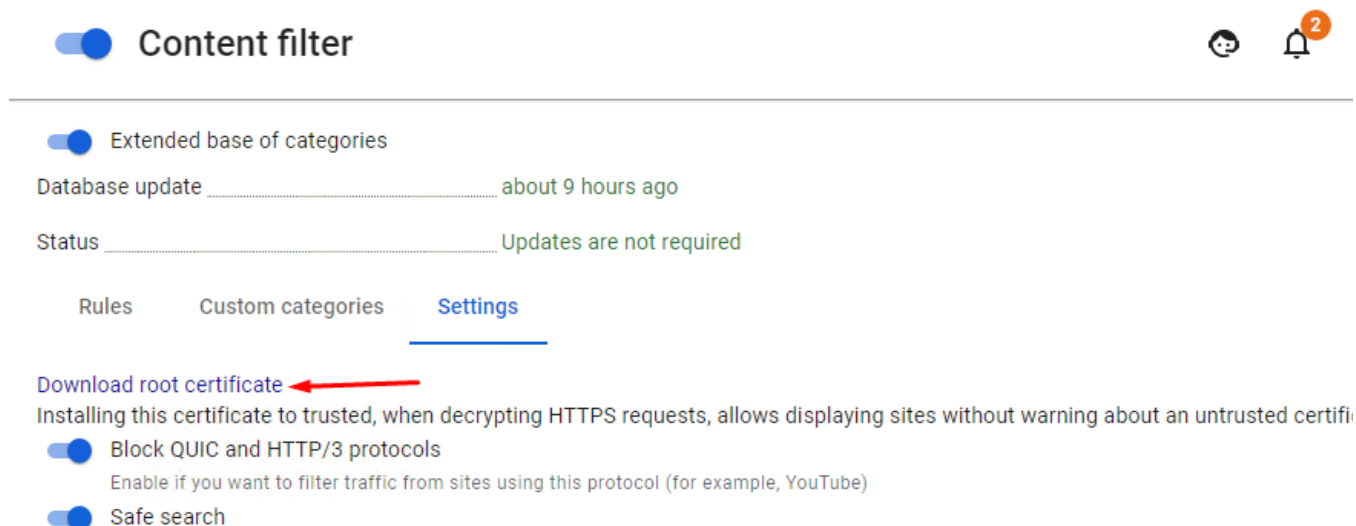 Content filter
2
Extended base of categories
Database update about 9 hours ago
Status Updates are not required
Rules Custom categories Settings
Download root certificate
Installing this certificate to trusted, when decrypting HTTPS requests, allows displaying sites without warning about an untrusted certifi
Block QUIC and HTTP/3 protocols
Enable if you want to filter traffic from sites using this protocol (for example, YouTube)
Safe search